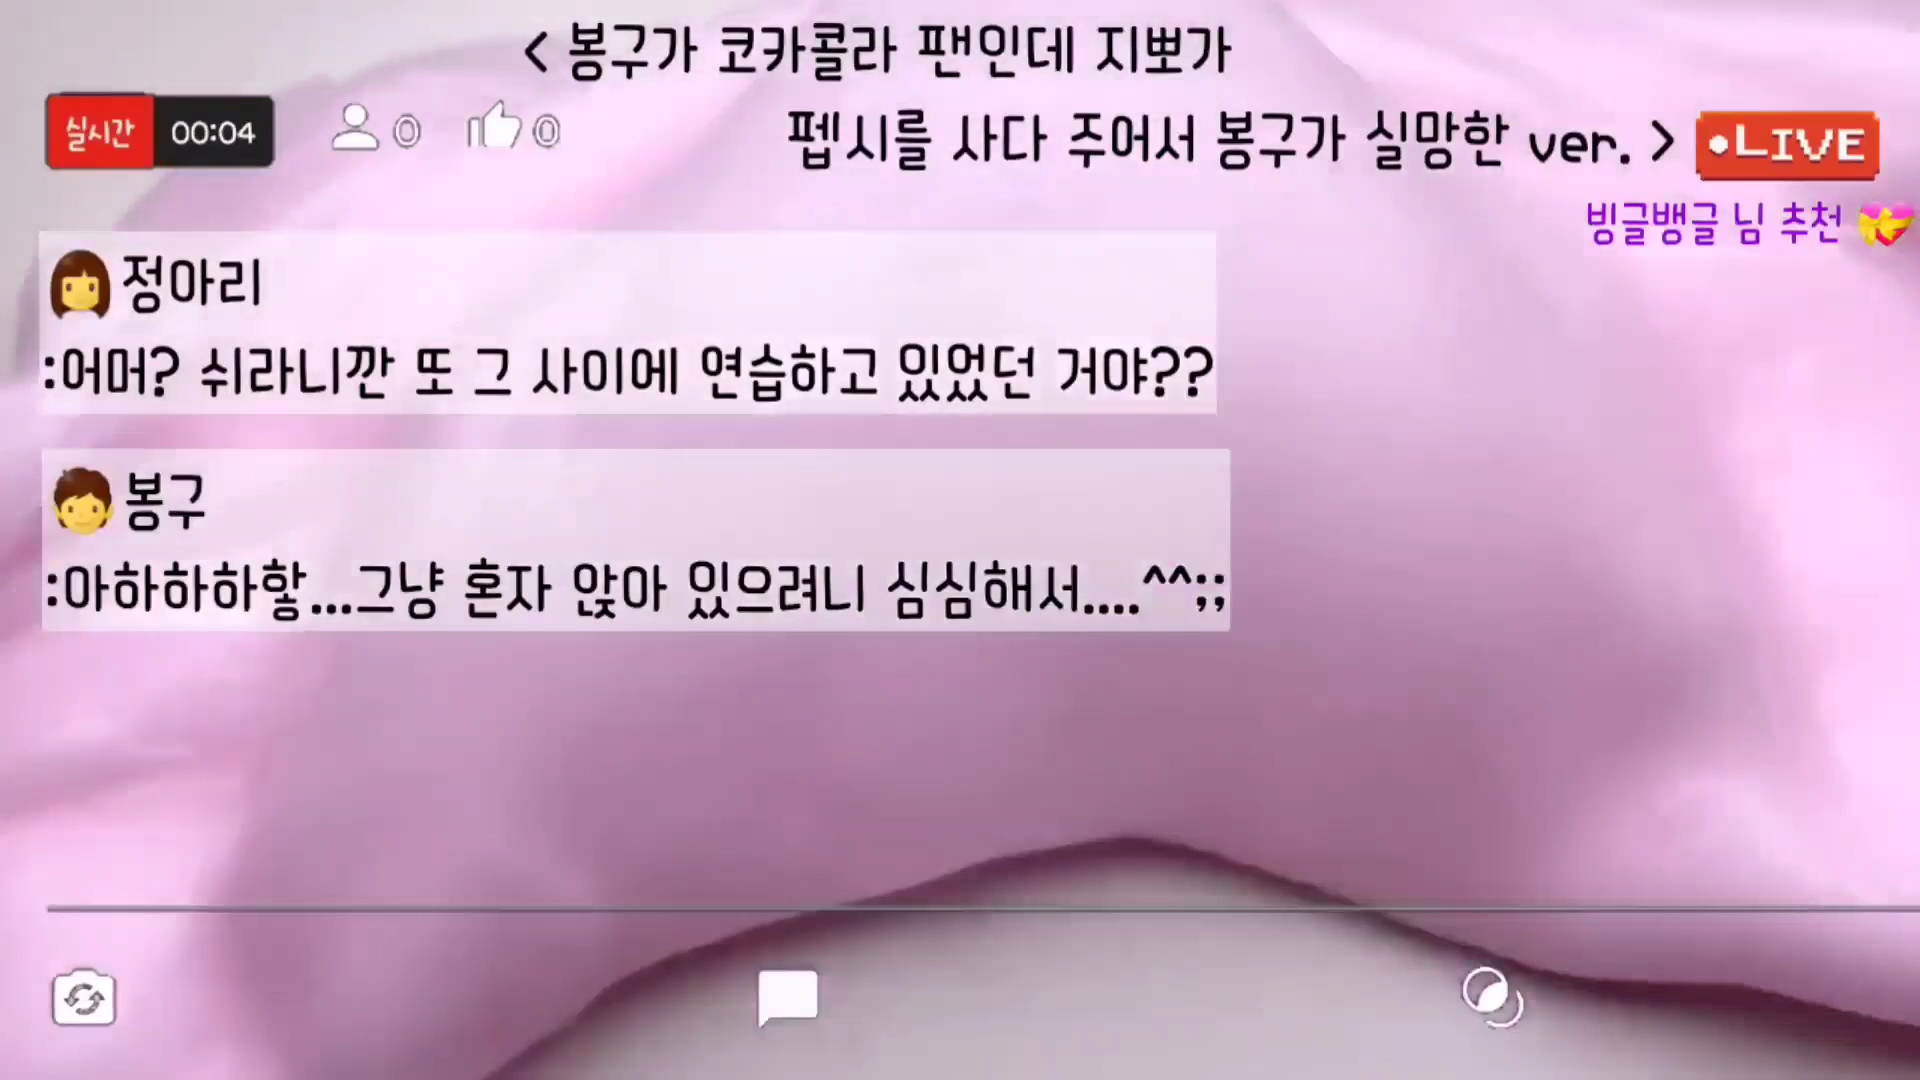 < 봉구가 코카콜라 팬인데 지뽀가
펩시를 사다 주어서 봉구가 실망한 ver. >
실시간 00:04 0 0
•LIVE
빙글뱅글 님 추천 💝
👩정아리
:어머? 쉬라니깐 또 그 사이에 연습하고 있었던 거야??
🧒봉구
:아하하하핳...그냥 혼자 앉아 있으려니 심심해서....^^;;